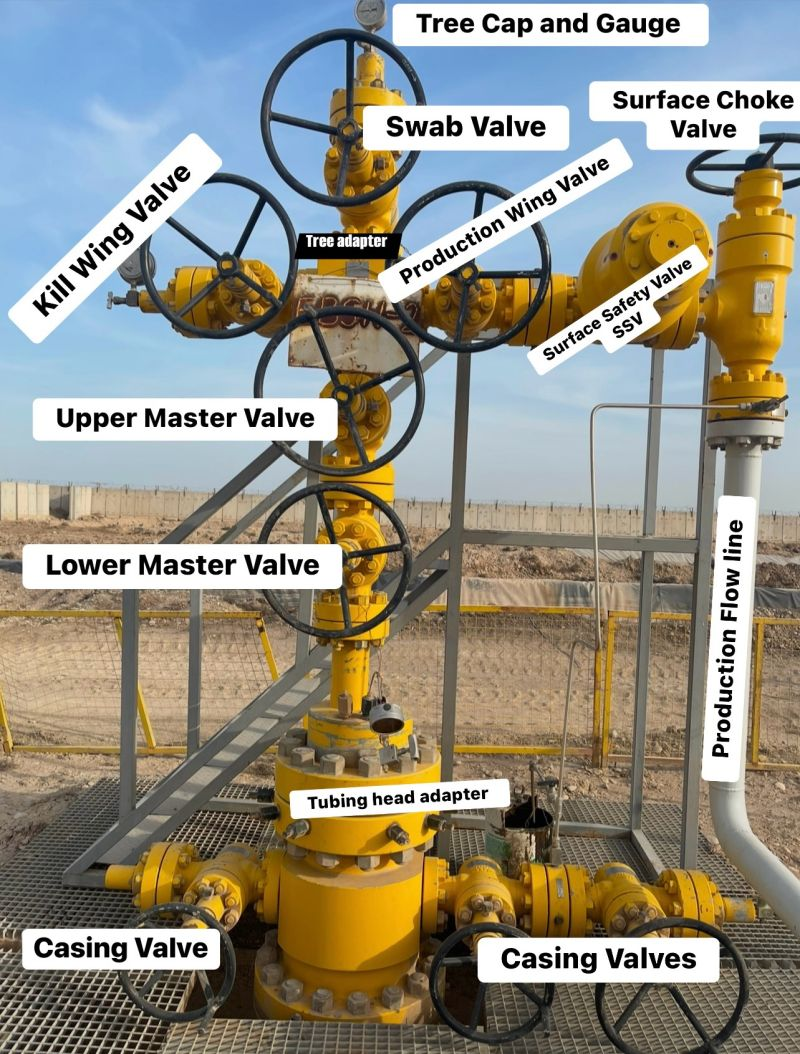 Tree Cap and Gauge
Surface Choke
Valve
Swab Valve
Kill Wing Valve
Production Wing Valve
Tree adapter
Surface Safety Valve
SSV
Upper Master Valve
Lower Master Valve
Production Flow line
Tubing head adapter
Casing Valve
Casing Valves